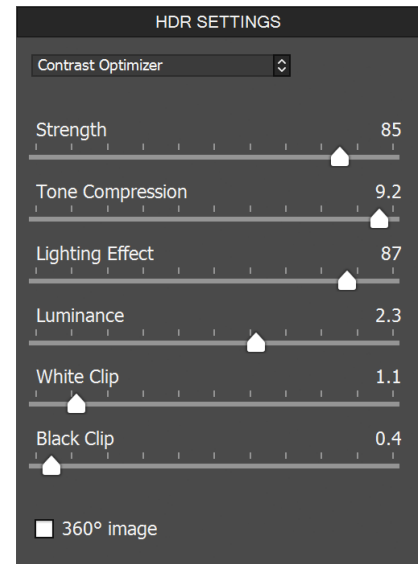 HDR SETTINGS
Contrast Optimizer
Strength 85
Tone Compression 9.2
Lighting Effect 87
Luminance 2.3
White Clip 1.1
Black Clip 0.4
360° image